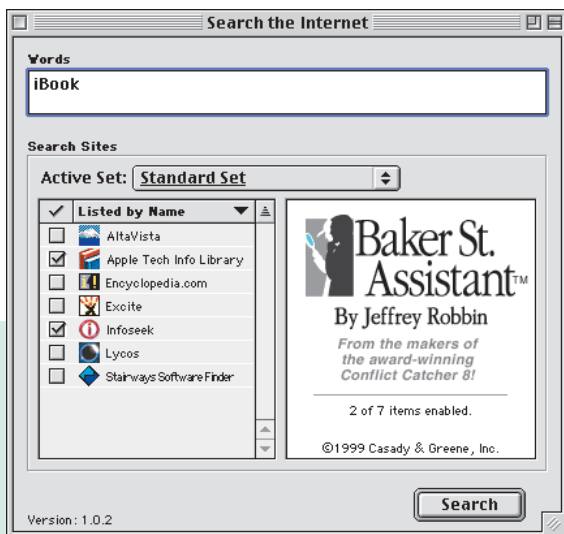 Search the Internet
Words
iBook
Search Sites
Active Set: Standard Set
Listed by Name
AltaVista
Apple Tech Info Library
Encyclopedia.com
Excite
Infoseek
Lycos
Stairways Software Finder
Baker St.
Assistant™
By Jeffrey Robbin
From the makers of
the award-winning
Conflict Catcher 8!
2 of 7 items enabled.
©1999 Casady & Greene, Inc.
Search
Version: 1.0.2